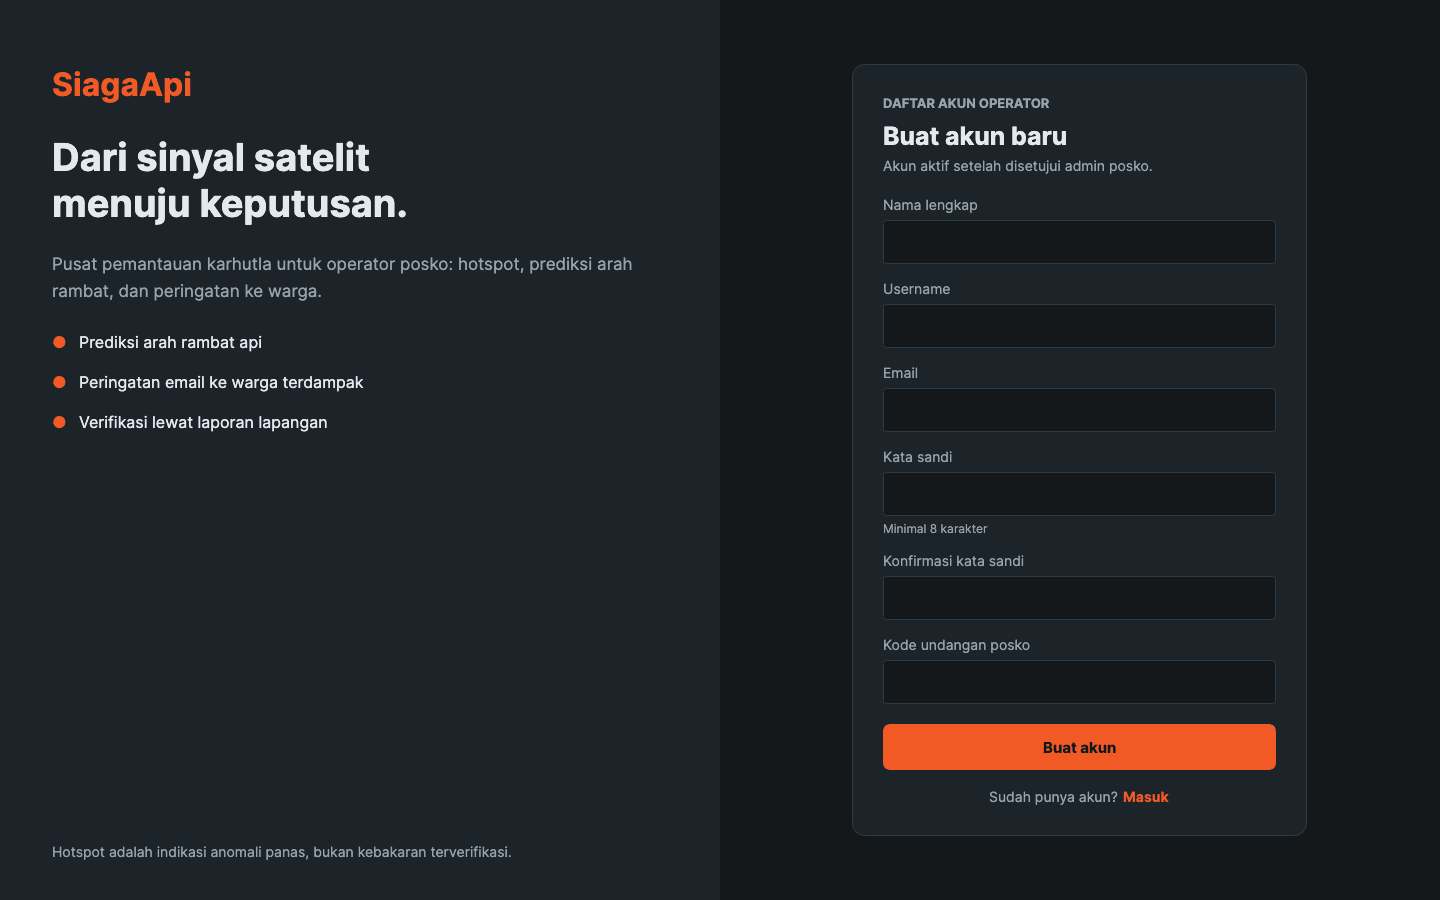 SiagaApi
Dari sinyal satelit
menuju keputusan.
Pusat pemantauan karhutla untuk operator posko: hotspot, prediksi arah
rambat, dan peringatan ke warga.
Prediksi arah rambat api
Peringatan email ke warga terdampak
Verifikasi lewat laporan lapangan
Hotspot adalah indikasi anomali panas, bukan kebakaran terverifikasi.
DAFTAR AKUN OPERATOR
Buat akun baru
Akun aktif setelah disetujui admin posko.
Nama lengkap
Username
Email
Kata sandi
Minimal 8 karakter
Konfirmasi kata sandi
Kode undangan posko
Buat akun
Sudah punya akun? Masuk